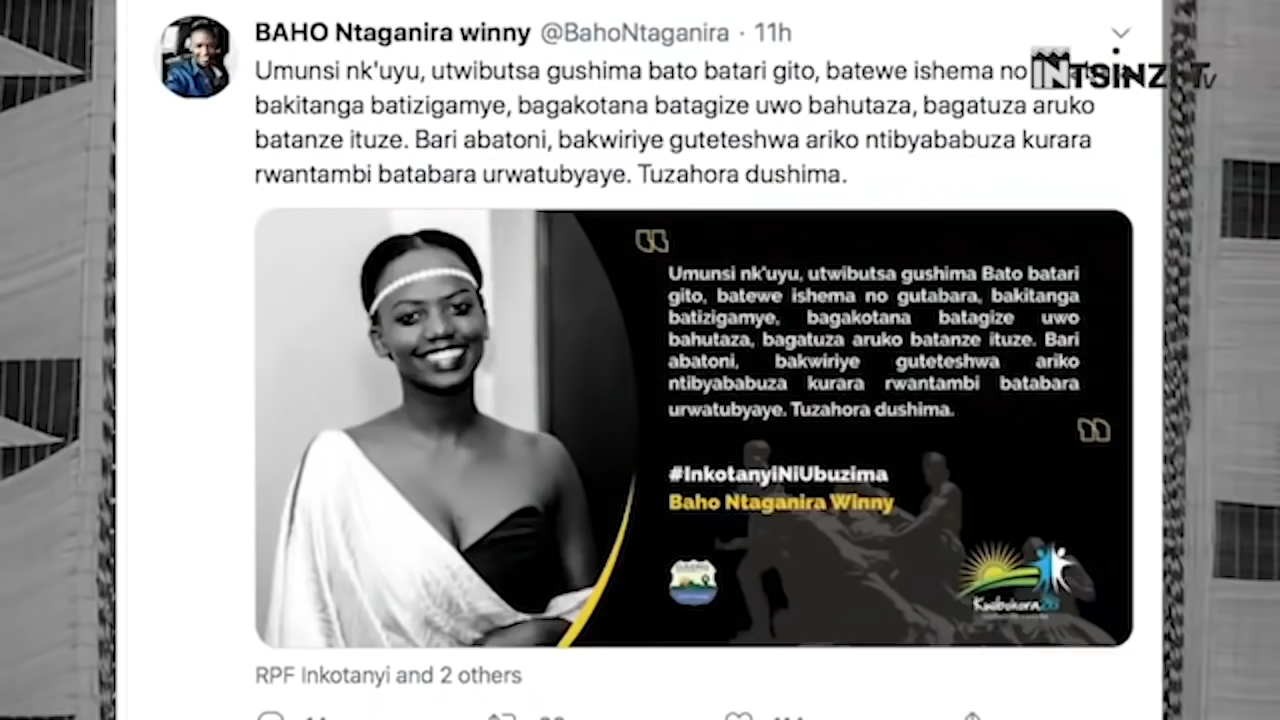 BAHO Ntaganira winny @BahoNtaganira · 11h
Umunsi nk'uyu, utwibutsa gushima bato batari gito, batewe ishema no
INTSINZI TV
bakitanga batizigamye, bagakotana batagize uwo bahutaza, bagatuza aruko
batanze ituze. Bari abatoni, bakwiriye guteteshwa ariko ntibyababuza kurara
rwantambi batabara urwatubyaye. Tuzahora dushima.
Umunsi nk'uyu, utwibutsa gushima Bato batari
gito, batewe ishema no gutabara, bakitanga
batizigamye, bagakotana batagize uwo
bahutaza, bagatuza aruko batanze ituze. Bari
abatoni, bakwiriye guteteshwa ariko
ntibyababuza kurara rwantambi batabara
urwatubyaye. Tuzahora dushima.
#InkotanyiNiUbuzima
Baho Ntaganira Winny
Kwibohora26
RPF Inkotanyi and 2 others